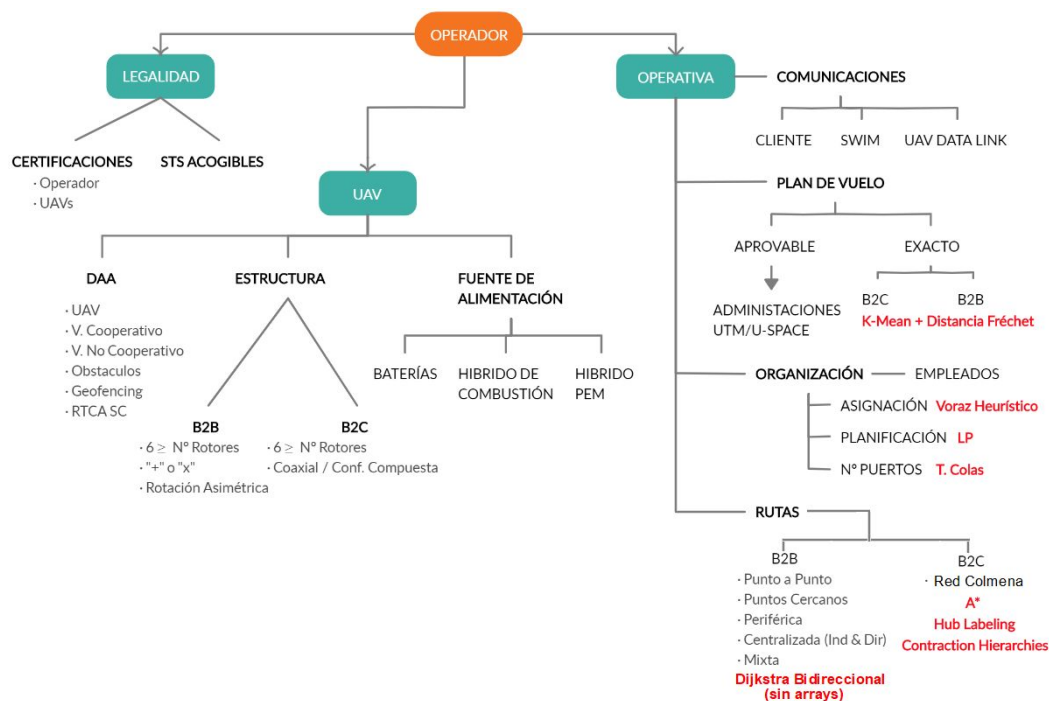 OPERADOR
LEGALIDAD
CERTIFICACIONES
· Operador
· UAVs
STS ACOGIBLES
UAV
DAA
· UAV
· V. Cooperativo
· V. No Cooperativo
· Obstaculos
· Geofencing
· RTCA SC
ESTRUCTURA
B2B
· 6 ≥ Nº Rotores
· "+" o "x"
· Rotación Asimétrica
B2C
· 6 ≥ Nº Rotores
· Coaxial / Conf. Compuesta
FUENTE DE
ALIMENTACIÓN
BATERÍAS
HIBRIDO DE
COMBUSTIÓN
HIBRIDO
PEM
OPERATIVA
COMUNICACIONES
CLIENTE
SWIM
UAV DATA LINK
PLAN DE VUELO
APROVABLE
ADMINISTACIONES
UTM/U-SPACE
EXACTO
B2C
B2B
K-Mean + Distancia Fréchet
ORGANIZACIÓN
EMPLEADOS
ASIGNACIÓN Voraz Heurístico
PLANIFICACIÓN LP
Nº PUERTOS T. Colas
RUTAS
B2B
· Punto a Punto
· Puntos Cercanos
· Periférica
· Centralizada (Ind & Dir)
· Mixta
Dijkstra Bidireccional
(sin arrays)
B2C
· Red Colmena
A*
Hub Labeling
Contraction Hierarchies